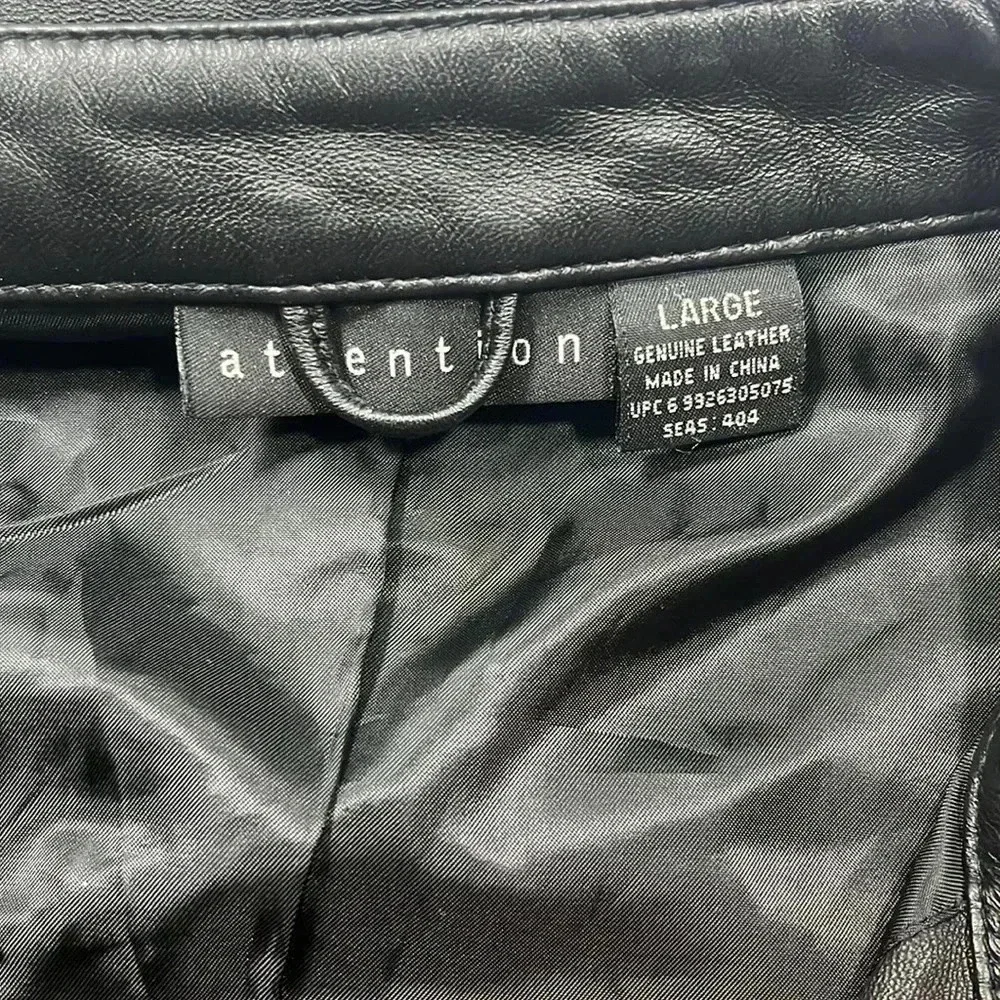 attention
LARGE
GENUINE LEATHER
MADE IN CHINA
UPC 6 9926305075
SEAS: 404